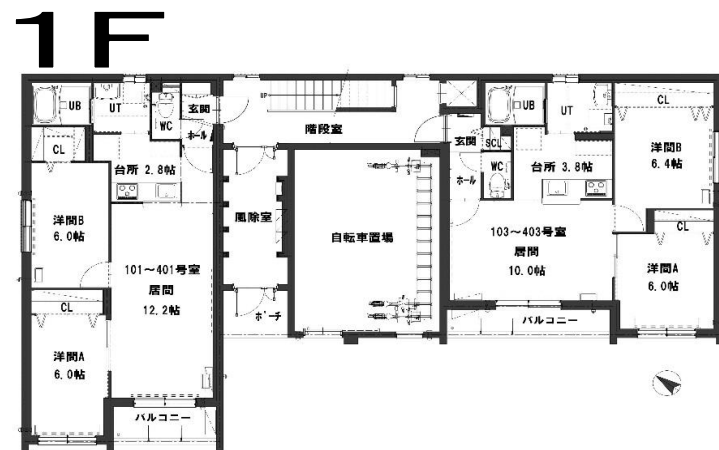 1F
UB
UT
WC
玄関
ホール
CL
台所 2.8帖
洋間B
6.0帖
101～401号室
居間
12.2帖
CL
洋間A
6.0帖
バルコニー
UP
階段室
風除室
ポーチ
自転車置場
玄関
SCL
ホール
WC
UB
UT
台所 3.8帖
103～403号室
居間
10.0帖
バルコニー
CL
洋間B
6.4帖
CL
洋間A
6.0帖